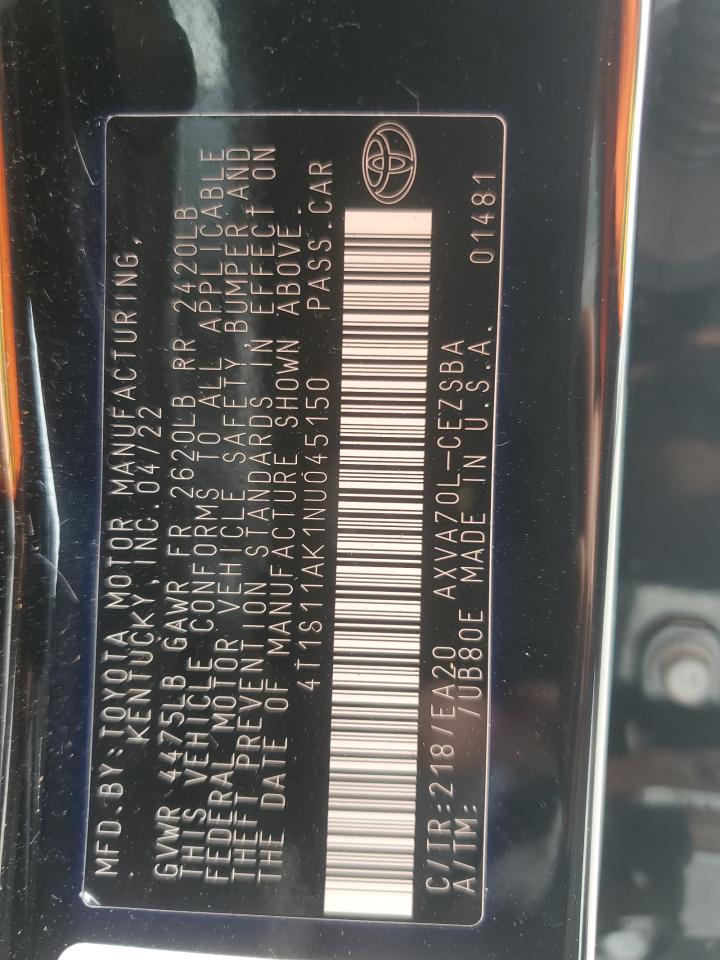 MFD.BY:TOYOTA MOTOR MANUFACTURING,
KENTUCKY,INC.04/22
GVWR 4475LB GAWR FR 2620LB RR 2420LB
THIS VEHICLE CONFORMS TO ALL APPLICABLE
FEDERAL MOTOR VEHICLE SAFETY,BUMPER,AND
THEFT PREVENTION STANDARDS IN EFFECT ON
THE DATE OF MANUFACTURE SHOWN ABOVE.
4T1S11AK1NU045150 PASS.CAR
C/TR:218/EA20 AXVA70L-CEZSBA
A/TM: 7UB80E MADE IN U.S.A. 01481